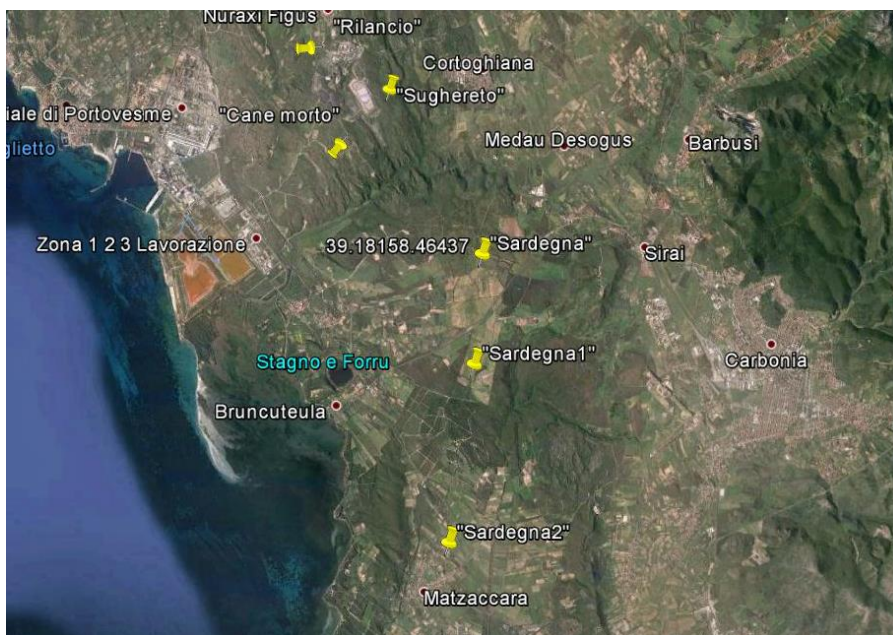 Nuraxi Figus
"Rilancio"
Cortoghiana
"Sughereto"
iale di Portovesme
"Cane morto"
glietto
Medau Desogus
Barbusi
Zona 1 2 3 Lavorazione
39.18158.46437
"Sardegna"
Sirai
Stagno e Forru
"Sardegna1"
Carbonia
Bruncuteula
"Sardegna2"
Matzaccara